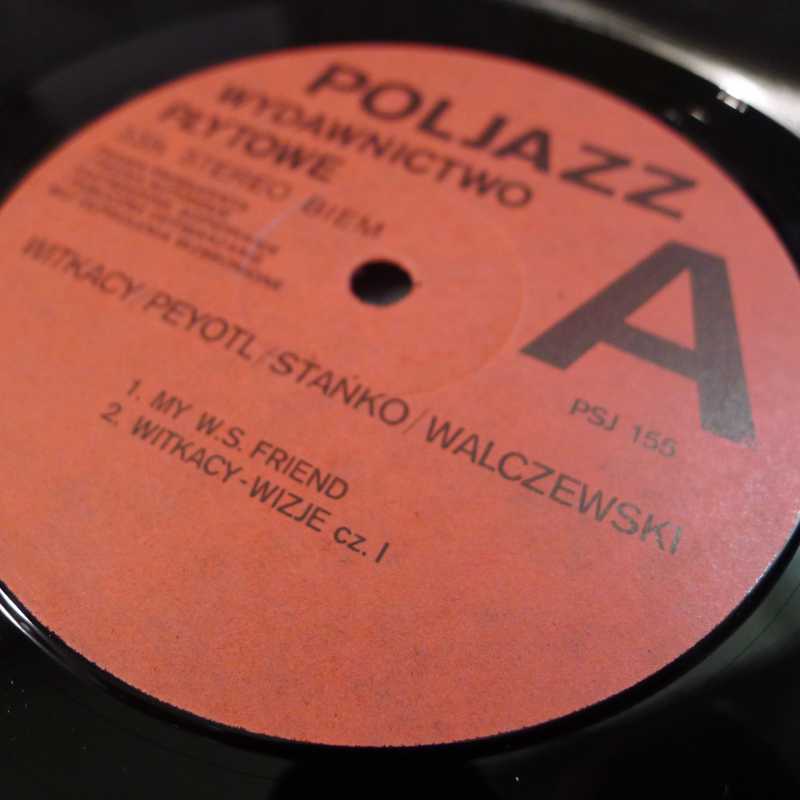 POLJAZZ
WYDAWNICTWO
PŁYTOWE
STEREO BIEM
A
WITKACY/PEYOTL/STAŃKO/WALCZEWSKI
PSJ 155
1. MY W.S. FRIEND
2. WITKACY-WIZJE cz. I